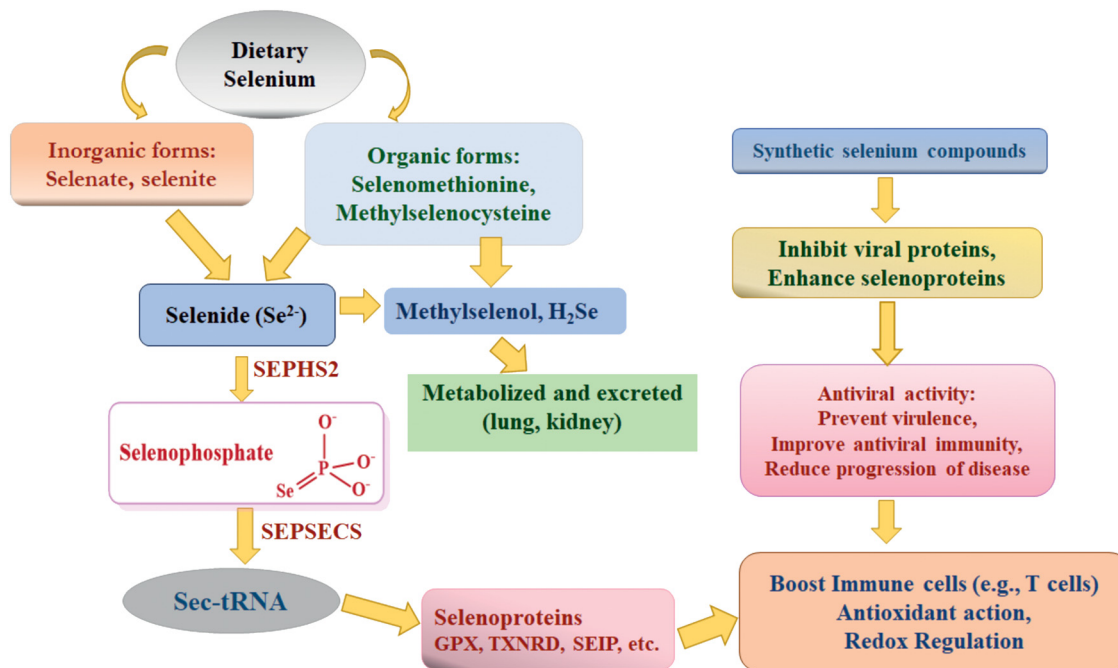 Dietary
Selenium
Inorganic forms:
Selenate, selenite
Organic forms:
Selenomethionine,
Methylselenocysteine
Synthetic selenium compounds
Inhibit viral proteins,
Enhance selenoproteins
Selenide (Se²⁻)
Methylselenol, H₂Se
SEPHS2
Metabolized and excreted
(lung, kidney)
Antiviral activity:
Prevent virulence,
Improve antiviral immunity,
Reduce progression of disease
Selenophosphate
O⁻
P
O⁻
Se
O⁻
SEPSECS
Sec-tRNA
Selenoproteins
GPX, TXNRD, SEIP, etc.
Boost Immune cells (e.g., T cells)
Antioxidant action,
Redox Regulation